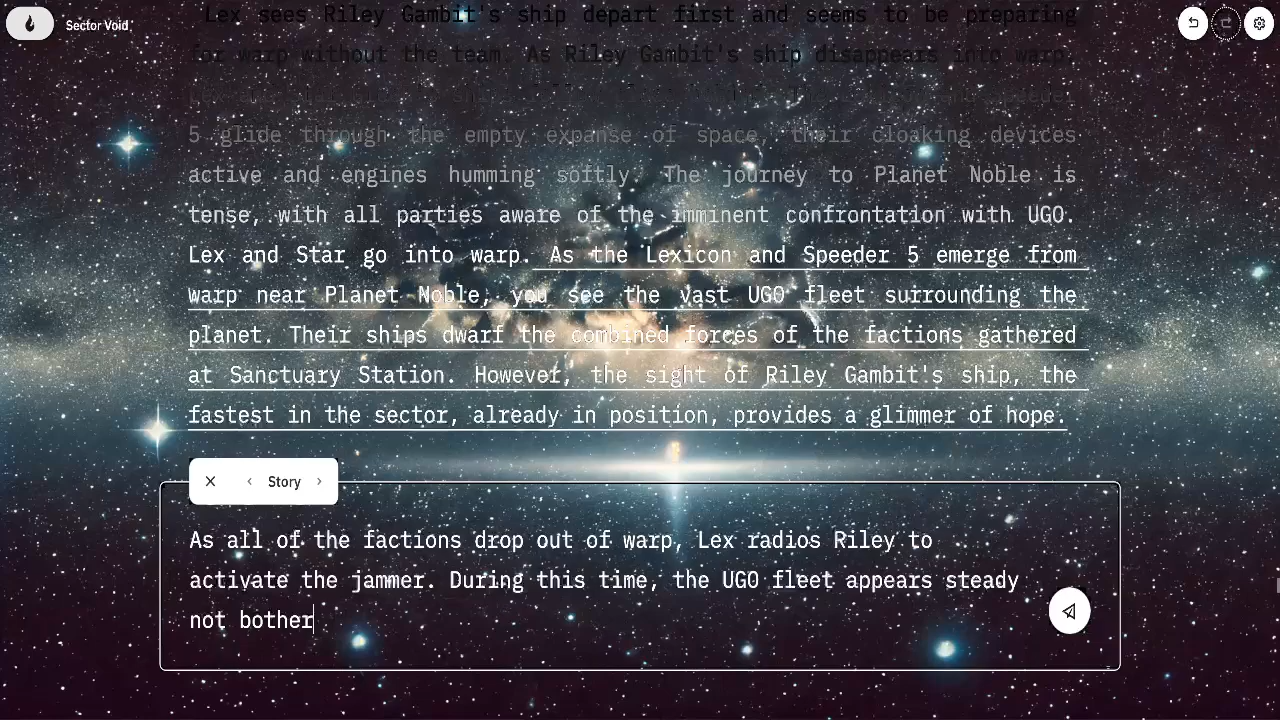 Sector Void
Lex sees Riley Gambit's ship depart first and seems to be preparing
for warp without the team. As Riley Gambit's ship disappears into warp,
5 glide through the empty expanse of space, their cloaking devices
active and engines humming softly. The journey to Planet Noble is
tense, with all parties aware of the imminent confrontation with UGO.
Lex and Star go into warp. As the Lexicon and Speeder 5 emerge from
warp near Planet Noble, you see the vast UGO fleet surrounding the
planet. Their ships dwarf the combined forces of the factions gathered
at Sanctuary Station. However, the sight of Riley Gambit's ship, the
fastest in the sector, already in position, provides a glimmer of hope.
Story
As all of the factions drop out of warp, Lex radios Riley to
activate the jammer. During this time, the UGO fleet appears steady
not bother